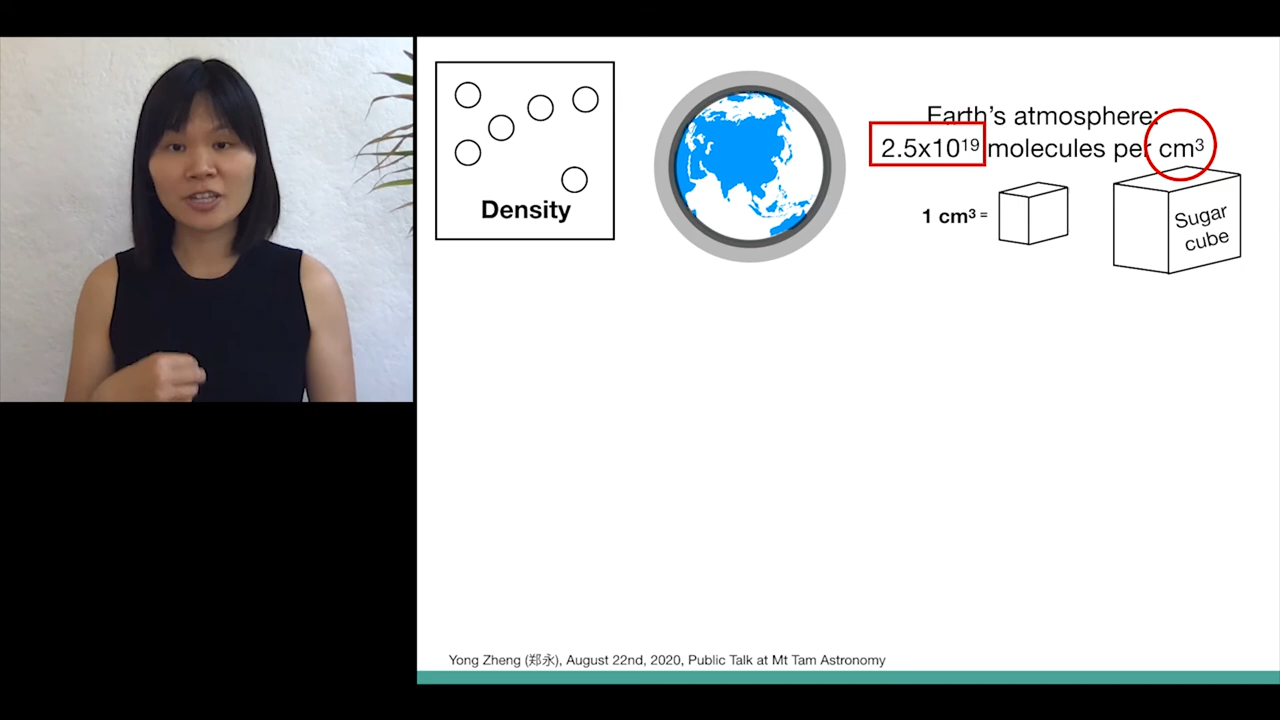 Density
Earth's atmosphere:
2.5x10¹⁹ molecules per cm³
1 cm³ =
Sugar
cube
Yong Zheng (郑永), August 22nd, 2020, Public Talk at Mt Tam Astronomy